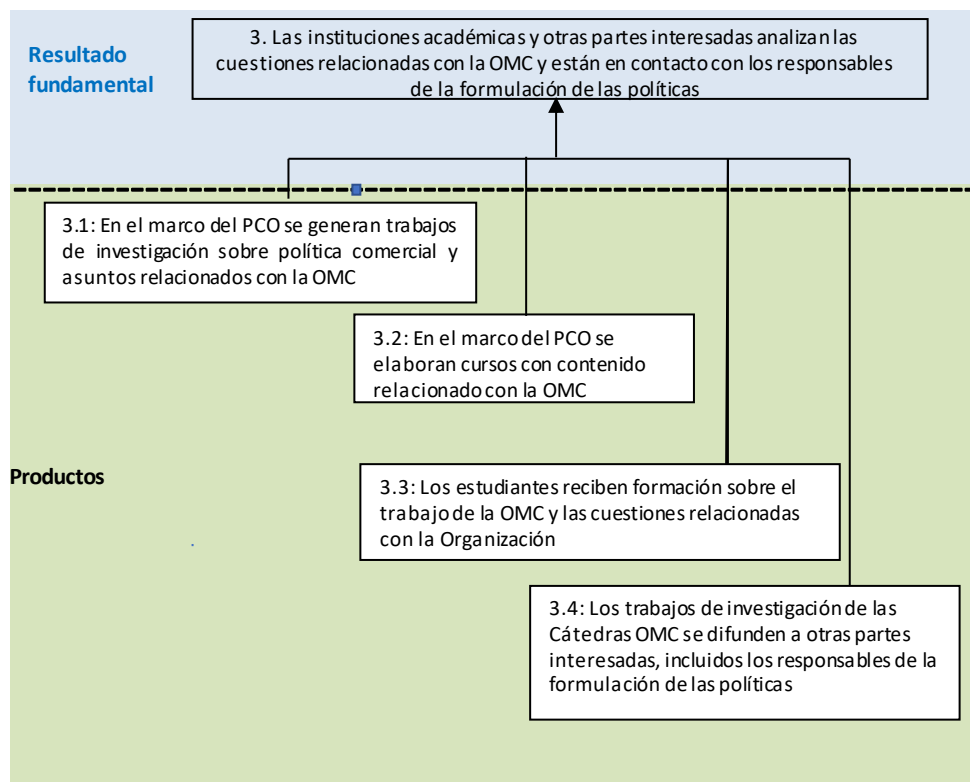 Resultado
fundamental
3. Las instituciones académicas y otras partes interesadas analizan las
cuestiones relacionadas con la OMC y están en contacto con los responsables
de la formulación de las políticas
3.1: En el marco del PCO se generan trabajos
de investigación sobre política comercial y
asuntos relacionados con la OMC
3.2: En el marco del PCO se
elaboran cursos con contenido
relacionado con la OMC
Productos
3.3: Los estudiantes reciben formación sobre el
trabajo de la OMC y las cuestiones relacionadas
con la Organización
3.4: Los trabajos de investigación de las
Cátedras OMC se difunden a otras partes
interesadas, incluidos los responsables de la
formulación de las políticas